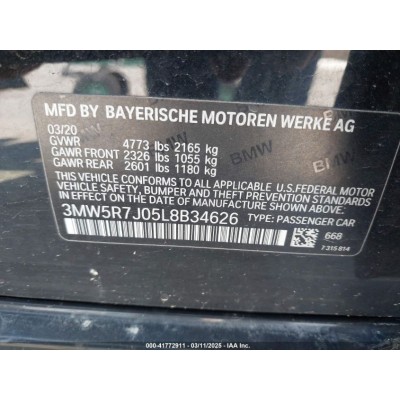 MFD BY BAYERISCHE MOTOREN WERKE AG
03/20
GVWR 4773 lbs 2165 kg
GAWR FRONT 2326 lbs 1055 kg
GAWR REAR 2601 lbs 1180 kg
THIS VEHICLE CONFORMS TO ALL APPLICABLE U.S.FEDERAL MOTOR
VEHICLE SAFETY, BUMPER AND THEFT PREVENTION STANDARDS
IN EFFECT ON THE DATE OF MANUFACTURE SHOWN ABOVE.
3MW5R7J05L8B34626 TYPE: PASSENGER CAR
668
7 315 814
BMW
BMW
000-41772911 - 03/11/2025 - IAA Inc.